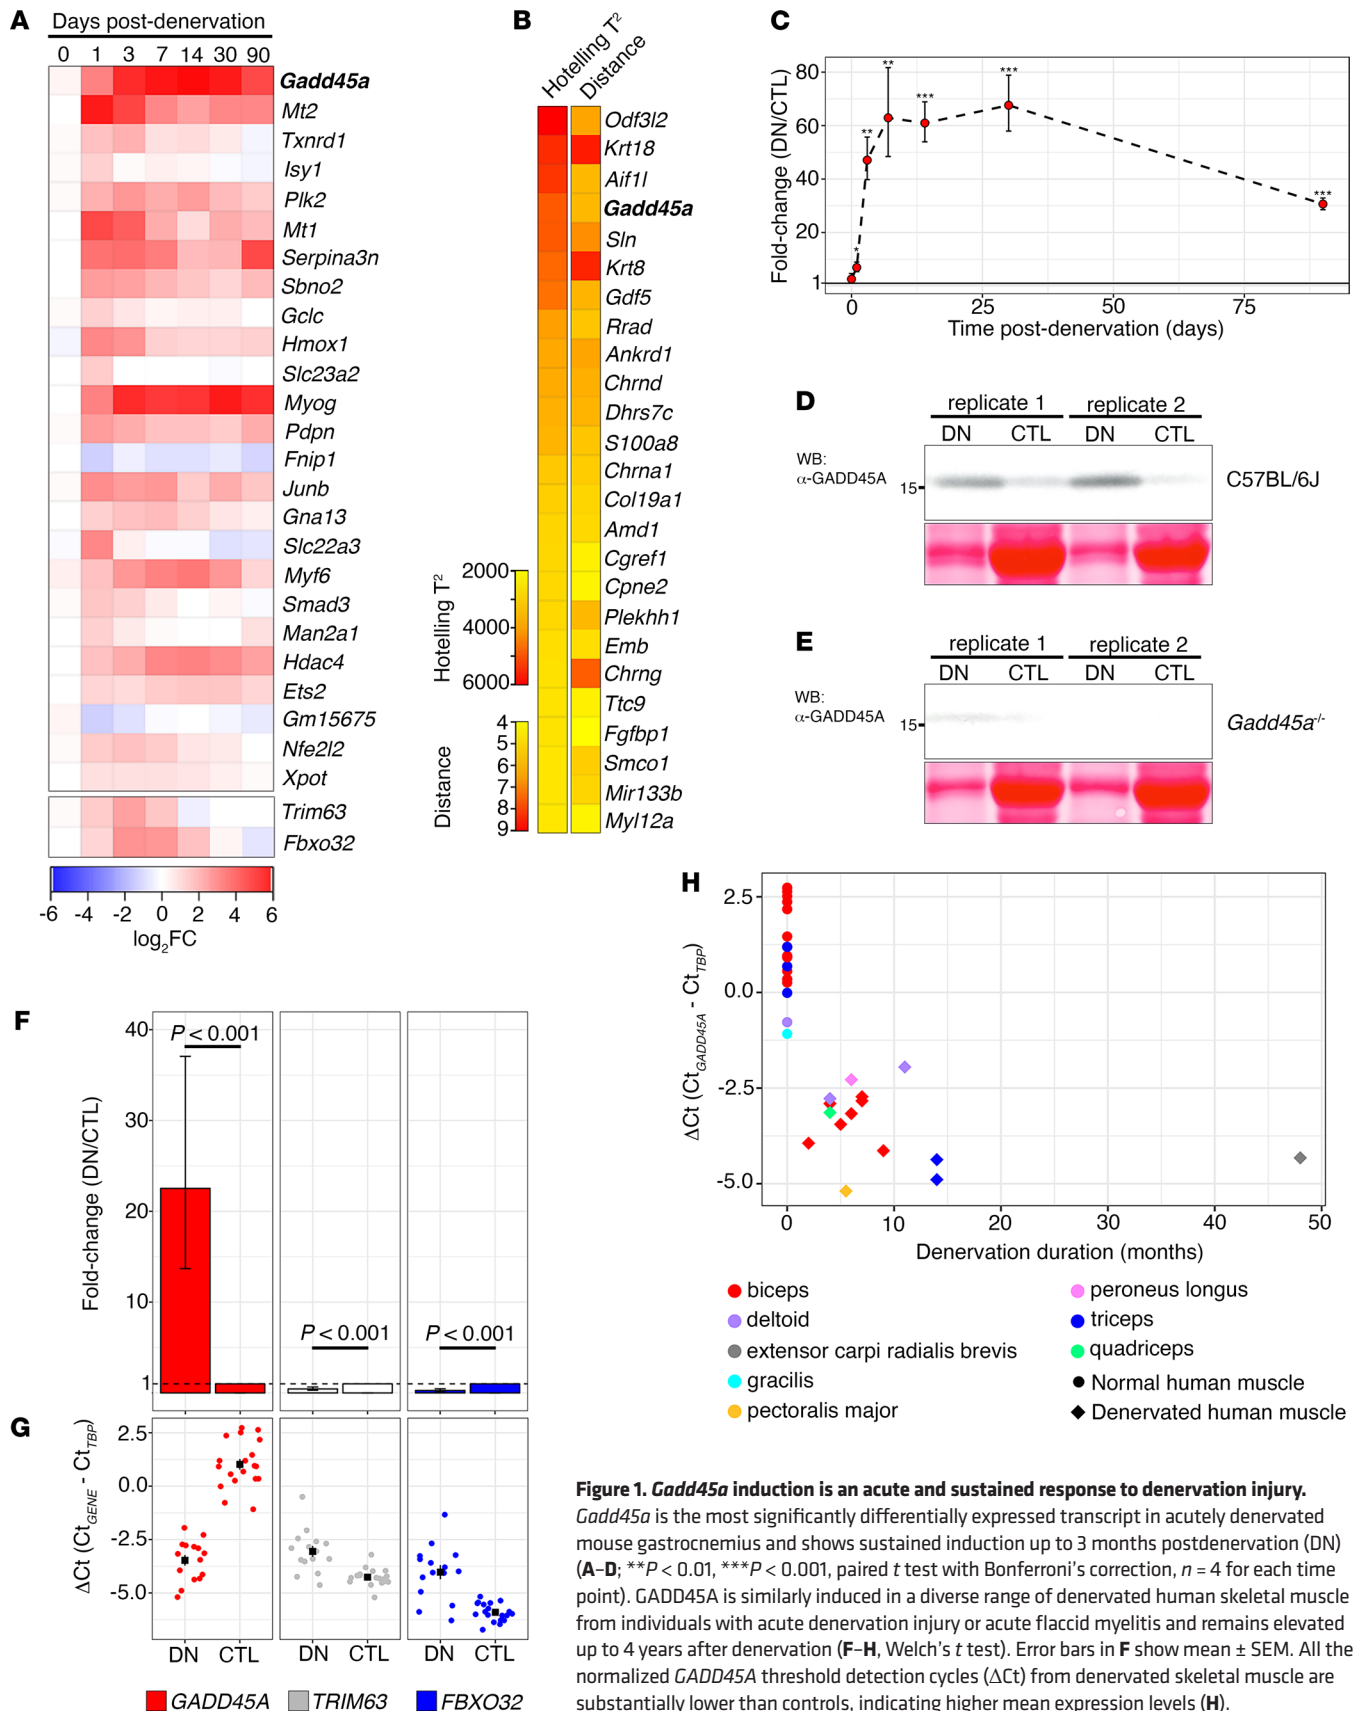 A
Days post-denervation
0 1 3 7 14 30 90
Gadd45a
Mt2
Txnrd1
Isy1
Plk2
Mt1
Serpina3n
Sbno2
Gclc
Hmox1
Slc23a2
Myog
Pdpn
Fnip1
Junb
Gna13
Slc22a3
Myf6
Smad3
Man2a1
Hdac4
Ets2
Gm15675
Nfe2l2
Xpot
Trim63
Fbxo32
-6 -4 -2 0 2 4 6
log2FC
B
Hotelling T²
Distance
Odf3l2
Krt18
Aif1l
Gadd45a
Sln
Krt8
Gdf5
Rrad
Ankrd1
Chrnd
Dhrs7c
S100a8
Chrna1
Col19a1
Amd1
Cgref1
Cpne2
Plekhh1
Emb
Chrng
Ttc9
Fgfbp1
Smco1
Mir133b
Myl12a
Hotelling T²
2000
4000
6000
Distance
4
5
6
7
8
9
C
Fold-change (DN/CTL)
80
60
40
20
1
* ** ** *** *** ***
0 25 50 75
Time post-denervation (days)
D
replicate 1 replicate 2
DN CTL DN CTL
WB:
α-GADD45A
15
C57BL/6J
E
replicate 1 replicate 2
DN CTL DN CTL
WB:
α-GADD45A
15
Gadd45a-/-
F
Fold-change (DN/CTL)
40
30
20
10
1
P < 0.001
P < 0.001
P < 0.001
G
ΔCt (CtGENE - CtTBP)
2.5
0.0
-2.5
-5.0
DN CTL DN CTL DN CTL
GADD45A TRIM63 FBXO32
H
ΔCt (CtGADD45A - CtTBP)
2.5
0.0
-2.5
-5.0
0 10 20 30 40 50
Denervation duration (months)
biceps
deltoid
extensor carpi radialis brevis
gracilis
pectoralis major
peroneus longus
triceps
quadriceps
Normal human muscle
Denervated human muscle
Figure 1. Gadd45a induction is an acute and sustained response to denervation injury.
Gadd45a is the most significantly differentially expressed transcript in acutely denervated
mouse gastrocnemius and shows sustained induction up to 3 months postdenervation (DN)
(A–D; **P < 0.01, ***P < 0.001, paired t test with Bonferroni's correction, n = 4 for each time
point). GADD45A is similarly induced in a diverse range of denervated human skeletal muscle
from individuals with acute denervation injury or acute flaccid myelitis and remains elevated
up to 4 years after denervation (F–H, Welch's t test). Error bars in F show mean ± SEM. All the
normalized GADD45A threshold detection cycles (ΔCt) from denervated skeletal muscle are
substantially lower than controls, indicating higher mean expression levels (H).